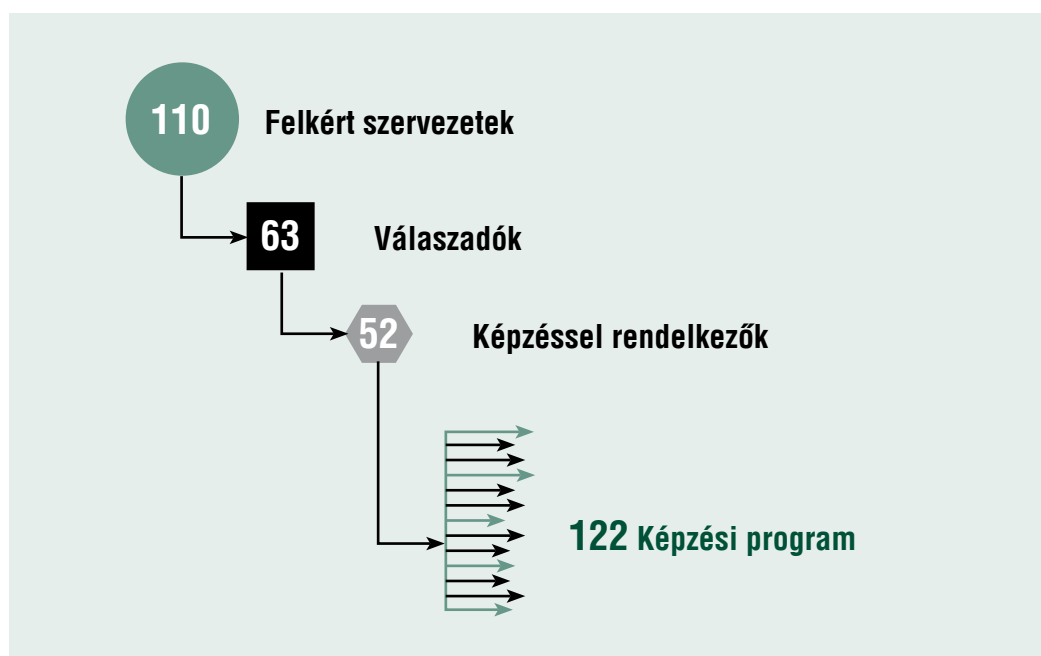 110 Felkért szervezetek
63 Válaszadók
52 Képzéssel rendelkezők
122 Képzési program